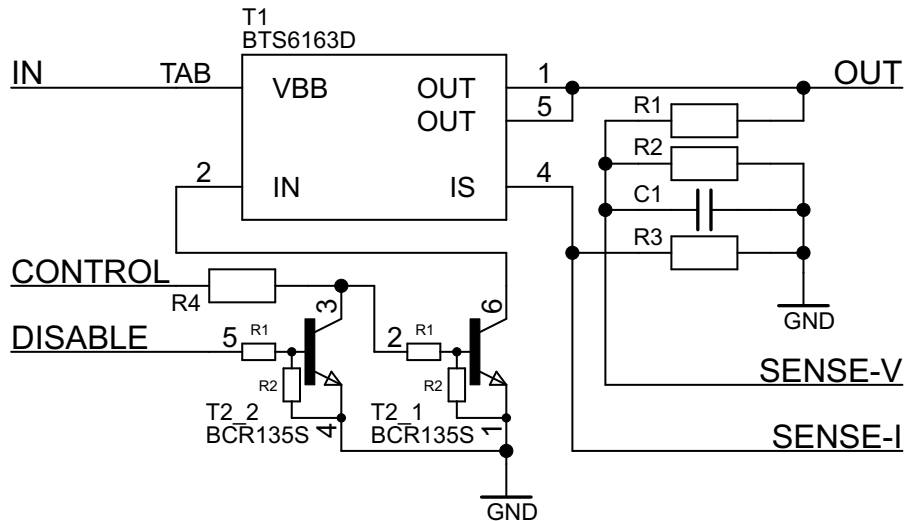 T1
BTS6163D
IN TAB VBB OUT 1 OUT
OUT 5 R1
R2
2 IN IS 4 C1
R3
CONTROL
R4 3 6
GND
DISABLE 5 R1 2 R1
R2 R2
SENSE-V
T2_2 4 T2_1 1
BCR135S BCR135S
SENSE-I
GND